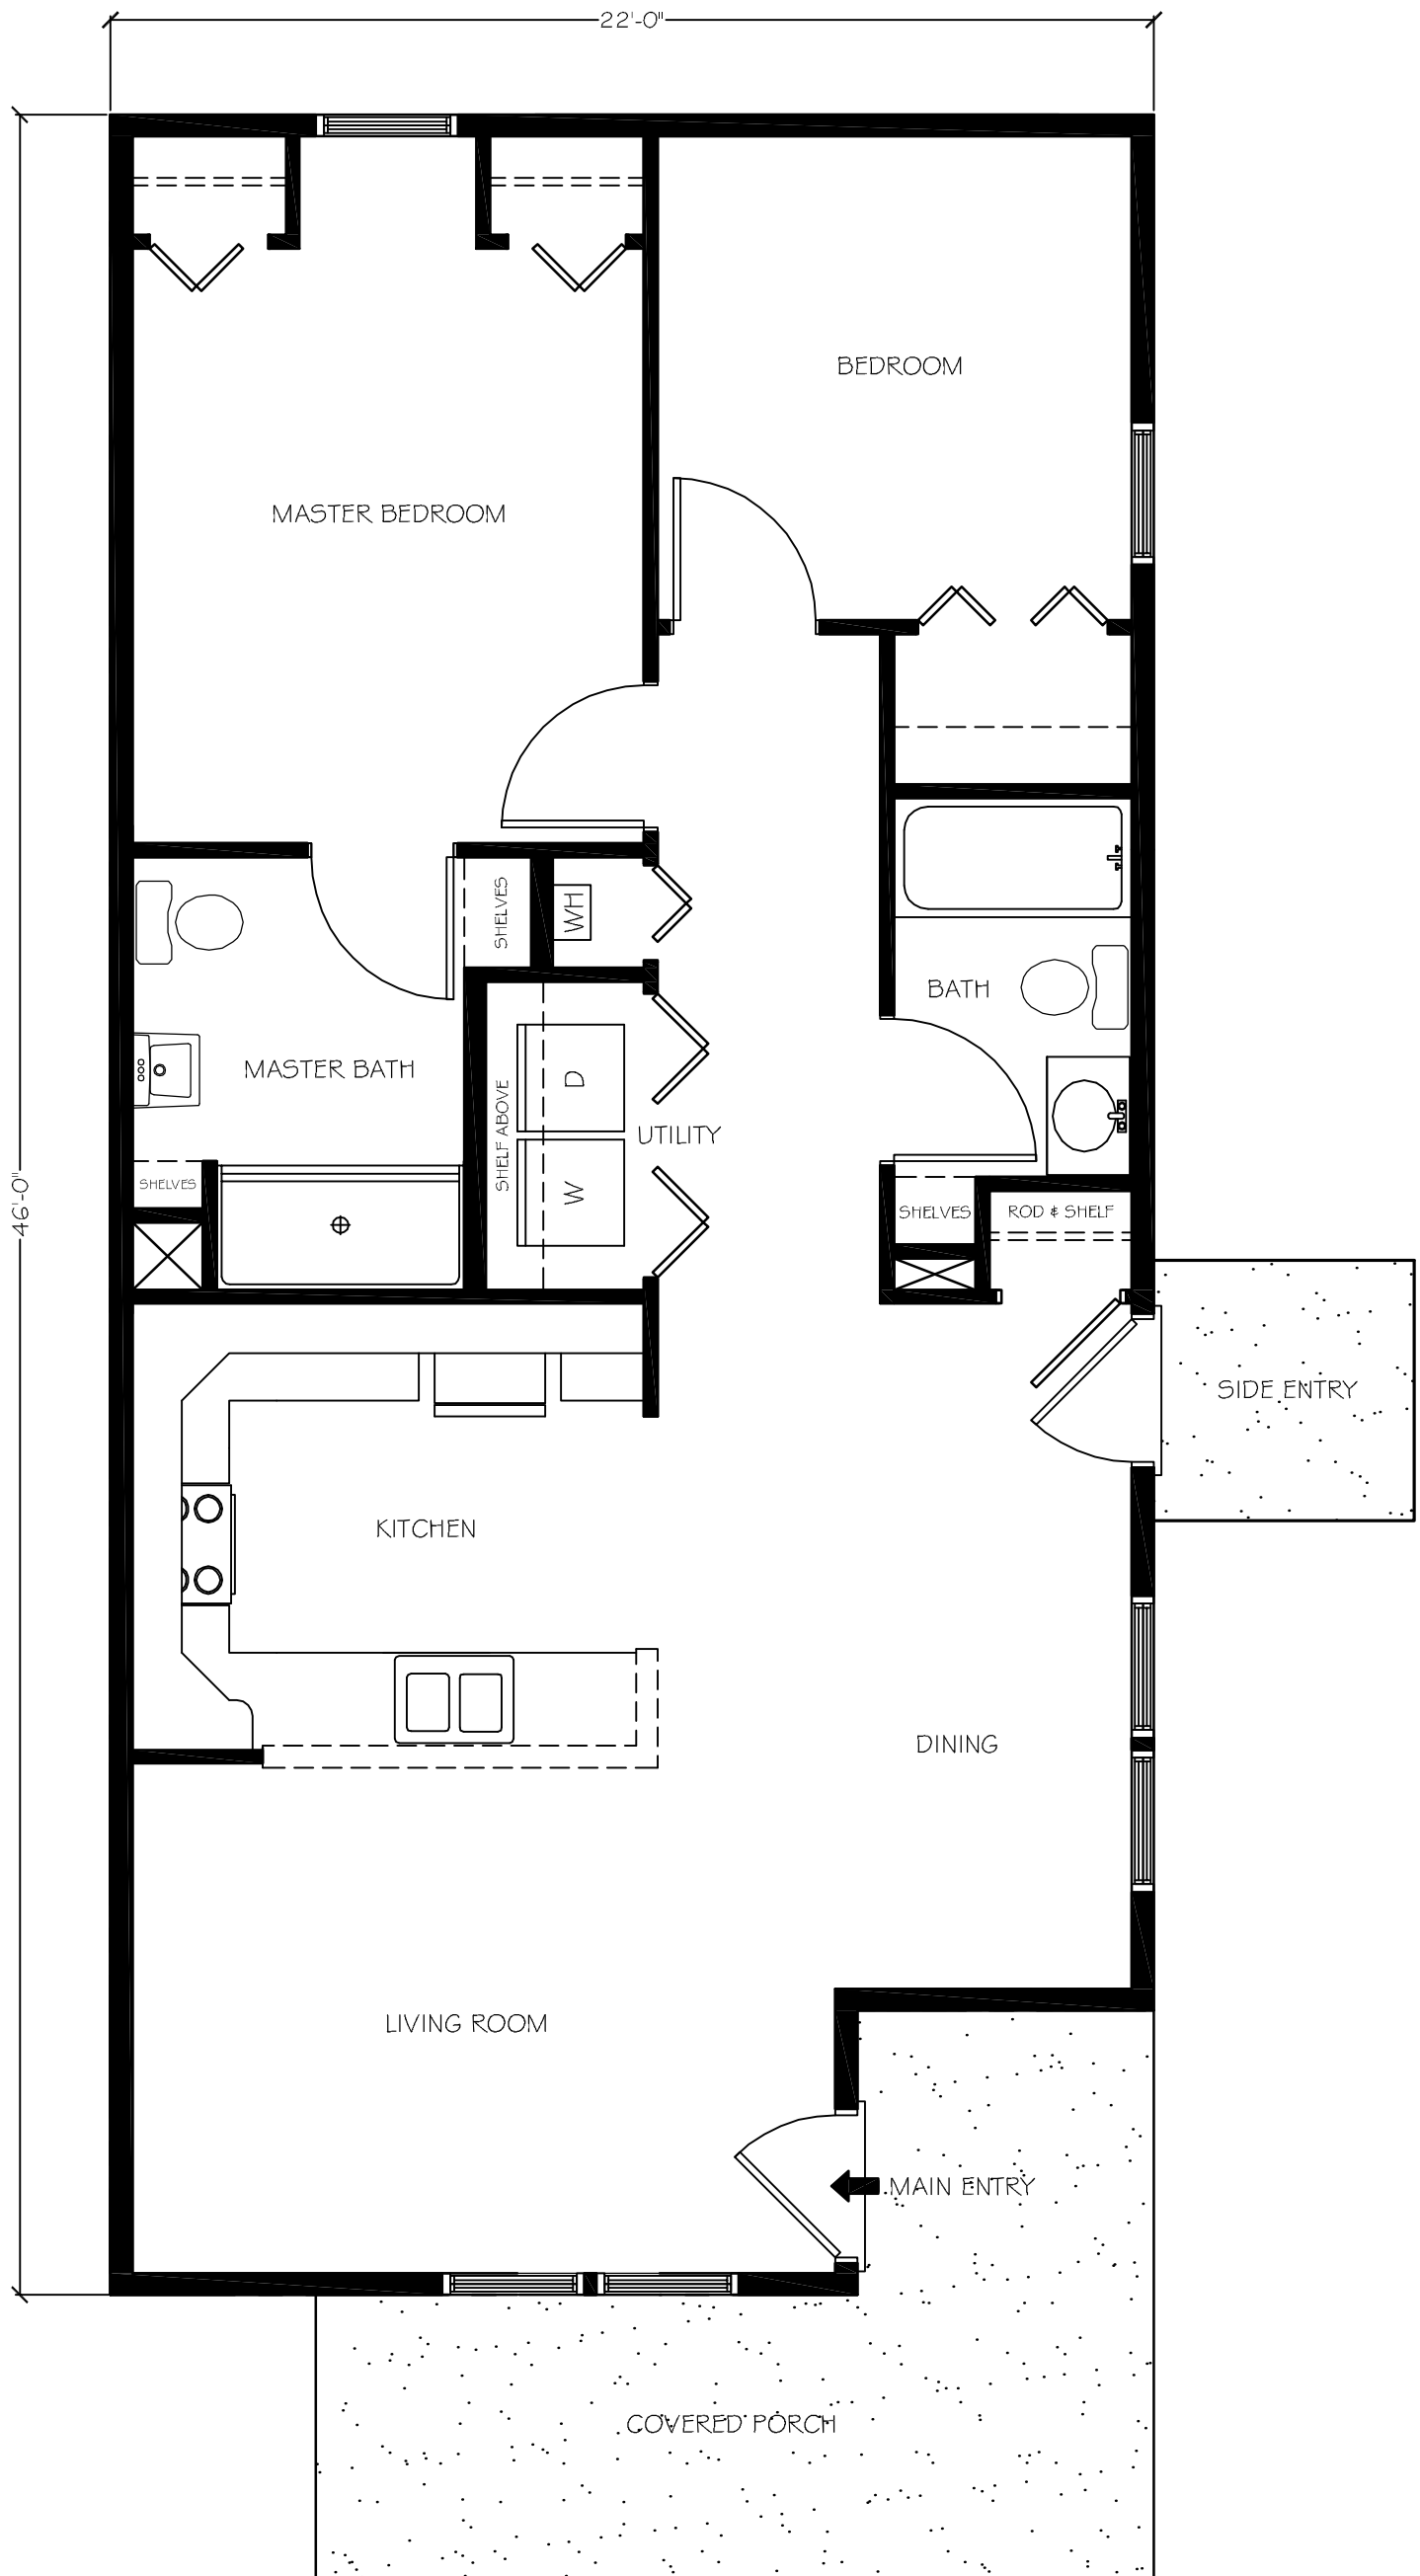 22'-0"
BEDROOM
MASTER BEDROOM
SHELVES
WH
BATH
MASTER BATH
D
SHELF ABOVE
UTILITY
W
SHELVES
46'-0"
SHELVES
ROD & SHELF
SIDE ENTRY
KITCHEN
DINING
LIVING ROOM
MAIN ENTRY
COVERED PORCH